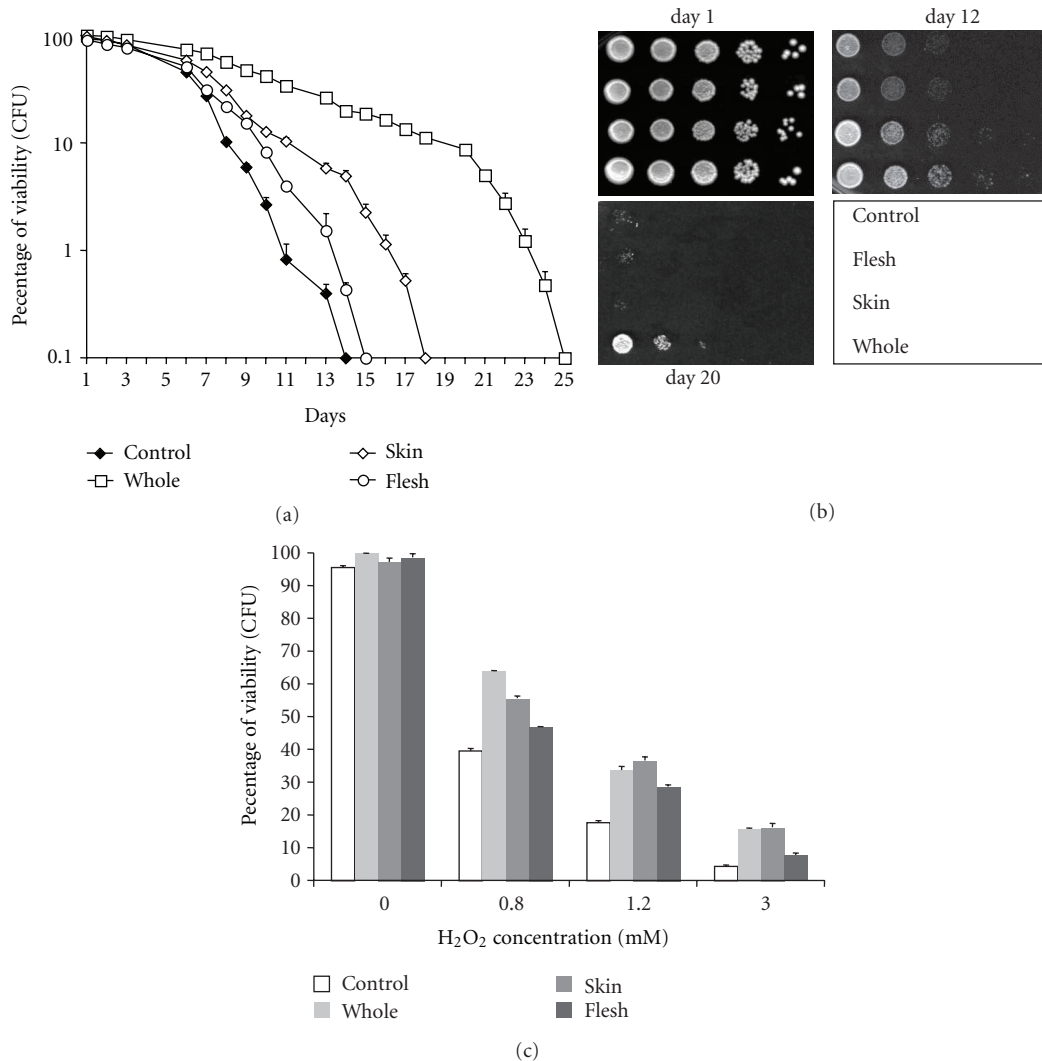 100
10
1
0.1
Pecentage of viability (CFU)
1 3 5 7 9 11 13 15 17 19 21 23 25
Days
Control
Whole
Skin
Flesh
(a)
day 1
day 12
day 20
Control
Flesh
Skin
Whole
(b)
100
90
80
70
60
50
40
30
20
10
0
Pecentage of viability (CFU)
0 0.8 1.2 3
H₂O₂ concentration (mM)
Control
Whole
Skin
Flesh
(c)